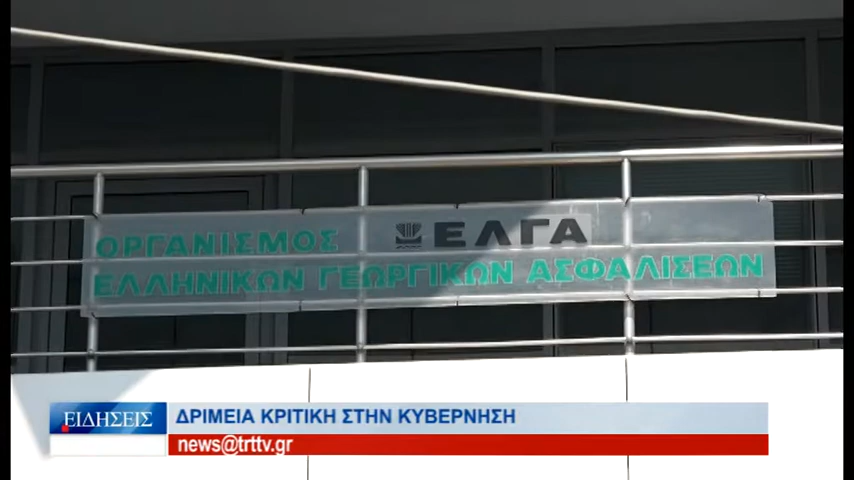 ΟΡΓΑΝΙΣΜΟΣ ΕΛΓΑ
ΕΛΛΗΝΙΚΩΝ ΓΕΩΡΓΙΚΩΝ ΑΣΦΑΛΙΣΕΩΝ
ΕΙΔΗΣΕΙΣ ΔΡΙΜΕΙΑ ΚΡΙΤΙΚΗ ΣΤΗΝ ΚΥΒΕΡΝΗΣΗ
news@trttv.gr